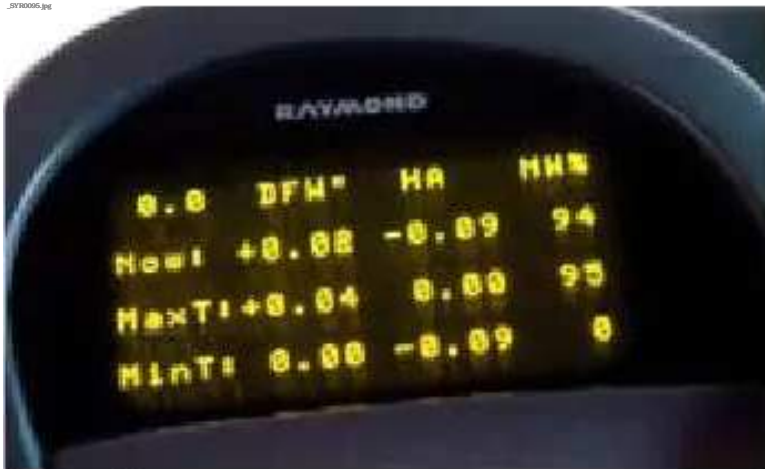 _SYR0095.jpg
RAYMOND
0.0 DFW" HA MW%
Now: +0.02 -0.09 94
MaxT:+0.04 0.00 95
MinT: 0.00 -0.09 0